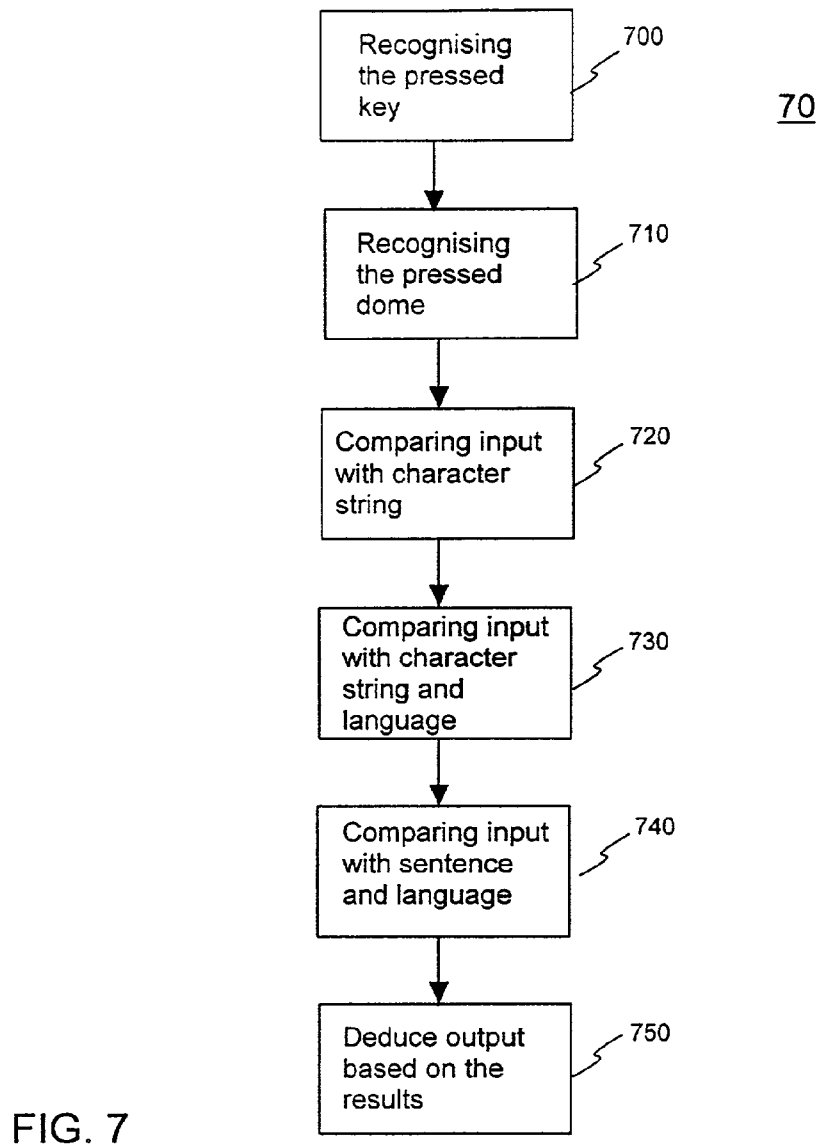 Recognising
the pressed
key
700
70
Recognising
the pressed
dome
710
Comparing input
with character
string
720
Comparing input
with character
string and
language
730
Comparing input
with sentence
and language
740
Deduce output
based on the
results
750
FIG. 7